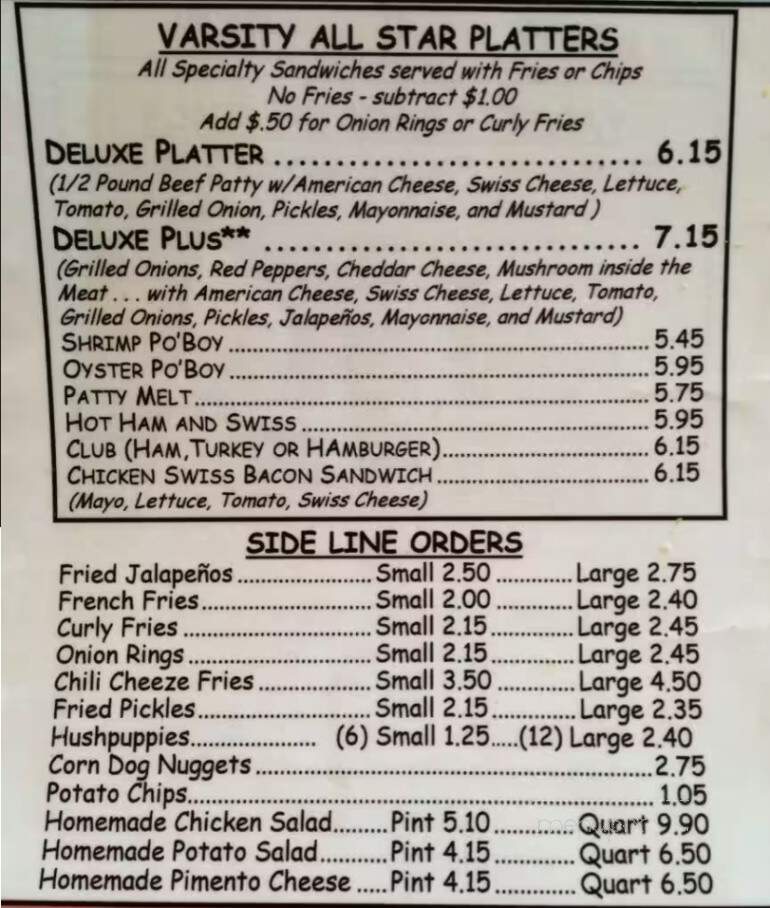 VARSITY ALL STAR PLATTERS
All Specialty Sandwiches served with Fries or Chips
No Fries - subtract $1.00
Add $.50 for Onion Rings or Curly Fries
DELUXE PLATTER .................................. 6.15
(1/2 Pound Beef Patty w/American Cheese, Swiss Cheese, Lettuce,
Tomato, Grilled Onion, Pickles, Mayonnaise, and Mustard )
DELUXE PLUS** .................................. 7.15
(Grilled Onions, Red Peppers, Cheddar Cheese, Mushroom inside the
Meat . . . with American Cheese, Swiss Cheese, Lettuce, Tomato,
Grilled Onions, Pickles, Jalapeños, Mayonnaise, and Mustard)
SHRIMP PO'BOY .................................. 5.45
OYSTER PO'BOY .................................. 5.95
PATTY MELT .................................. 5.75
HOT HAM AND SWISS .................................. 5.95
CLUB (HAM,TURKEY OR HAMBURGER) .................................. 6.15
CHICKEN SWISS BACON SANDWICH .................................. 6.15
(Mayo, Lettuce, Tomato, Swiss Cheese)
SIDE LINE ORDERS
Fried Jalapeños .................... Small 2.50 ............. Large 2.75
French Fries .................... Small 2.00 ............. Large 2.40
Curly Fries .................... Small 2.15 ............. Large 2.45
Onion Rings .................... Small 2.15 ............. Large 2.45
Chili Cheeze Fries ................. Small 3.50 ............. Large 4.50
Fried Pickles .................... Small 2.15 ............. Large 2.35
Hushpuppies .................... (6) Small 1.25.....(12) Large 2.40
Corn Dog Nuggets .................................. 2.75
Potato Chips .................................. 1.05
Homemade Chicken Salad.........Pint 5.10 ............. Quart 9.90
Homemade Potato Salad...........Pint 4.15 ............. Quart 6.50
Homemade Pimento Cheese .....Pint 4.15 ............. Quart 6.50